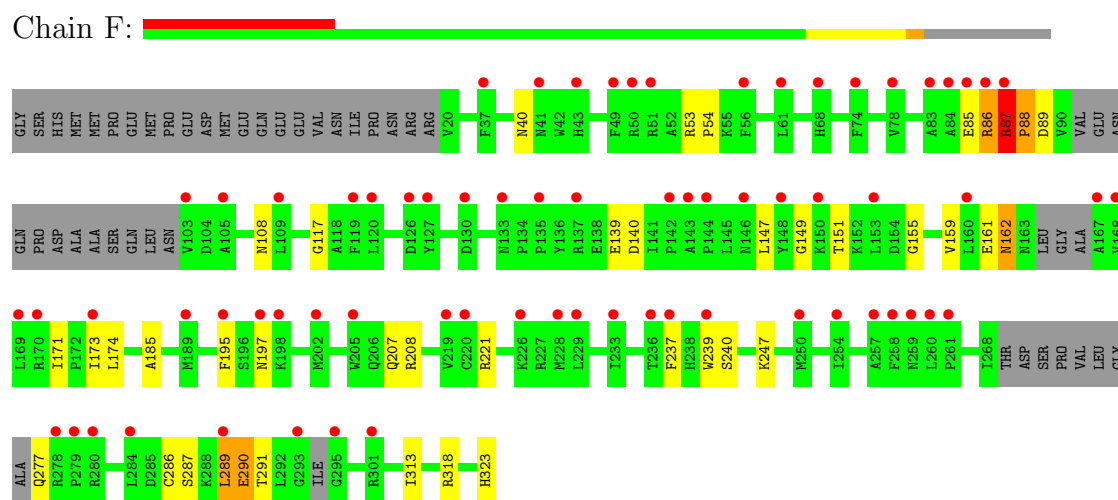 Chain F:
GLY SER HIS MET MET PRO GLU MET PRO GLU ASP MET GLU GLN GLU GLU VAL ASN ILE PRO ASN ARG ARG V20 F37 N40 N41 W42 H43 F49 R50 R51 A52 R53 P54 K55 F56 L61 H68 F74 V78 A83 A84 E85 R86 R87 P88 D89 V90 VAL GLU ASN
GLN PRO ASP ALA ALA SER GLN LEU ASN V103 D104 A105 N108 L109 G117 A118 F119 L120 D126 Y127 D130 N133 P134 P135 Y136 R137 E138 E139 D140 I141 P142 A143 P144 L145 N146 L147 Y148 G149 K150 T151 K152 L153 D154 G155 V159 L160 E161 N162 N163 LEU GLY ALA A167 V168
L169 R170 I171 P172 I173 L174 A185 M189 F195 S196 N197 K198 M202 W205 Q206 Q207 R208 V219 C220 R221 K226 R227 M228 L229 I233 T236 F237 H238 W239 S240 K247 M250 I254 A257 F258 N259 L260 P261 I268 THR ASP SER PRO VAL LEU GLY
ALA Q277 R278 P279 R280 L284 D285 C286 S287 K288 L289 E290 T291 L292 G293 ILE G295 R301 I313 R318 H323